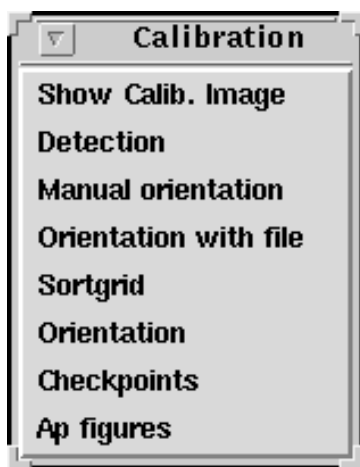 Calibration
Show Calib. Image
Detection
Manual orientation
Orientation with file
Sortgrid
Orientation
Checkpoints
Ap figures